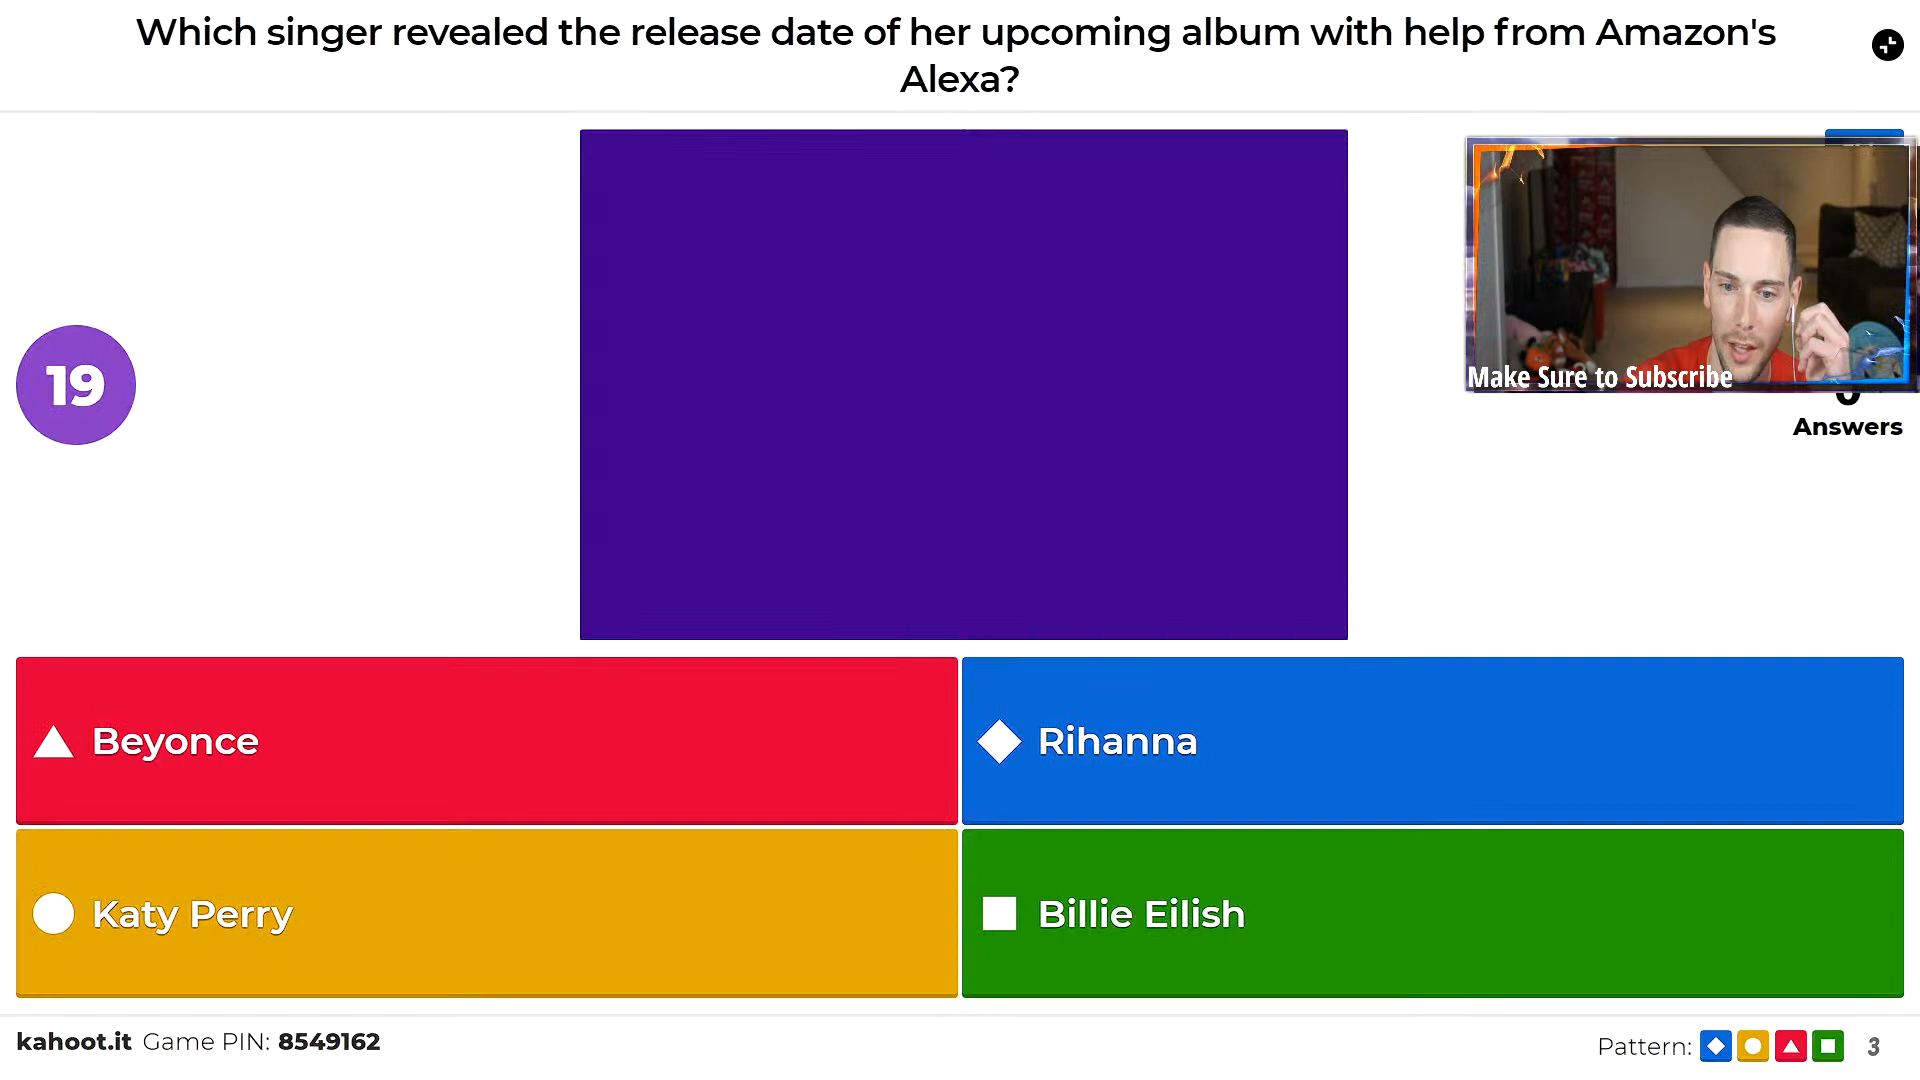 Which singer revealed the release date of her upcoming album with help from Amazon's
Alexa?
19
Make Sure to Subscribe
Answers
Beyonce
Rihanna
Katy Perry
Billie Eilish
kahoot.it Game PIN: 8549162
Pattern: 3